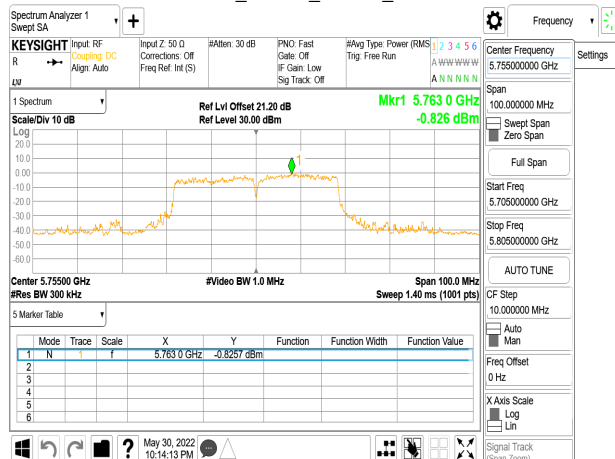 Spectrum Analyzer 1
Swept SA
Frequency
KEYSIGHT Input: RF
Coupling: DC
Align: Auto
Input Z: 50 Ω
Corrections: Off
Freq Ref: Int (S)
#Atten: 30 dB
PNO: Fast
Gate: Off
IF Gain: Low
Sig Track: Off
#Avg Type: Power (RMS
Trig: Free Run
1 2 3 4 5 6
A W W W W W
A N N N N N
R
LXI
Center Frequency
5.755000000 GHz
Settings
Span
100.000000 MHz
Swept Span
Zero Span
Full Span
Start Freq
5.705000000 GHz
Stop Freq
5.805000000 GHz
AUTO TUNE
CF Step
10.000000 MHz
Auto
Man
Freq Offset
0 Hz
X Axis Scale
Log
Lin
Signal Track
(Span Zoom)
1 Spectrum
Scale/Div 10 dB
Ref Lvl Offset 21.20 dB
Ref Level 30.00 dBm
Mkr1 5.763 0 GHz
-0.826 dBm
Log
20.0
10.0
0.00
-10.0
-20.0
-30.0
-40.0
-50.0
-60.0
1
Center 5.75500 GHz
#Res BW 300 kHz
#Video BW 1.0 MHz
Span 100.0 MHz
Sweep 1.40 ms (1001 pts)
5 Marker Table
Mode Trace Scale X Y Function Function Width Function Value
1 N 1 f 5.763 0 GHz -0.8257 dBm
2
3
4
5
6
?
May 30, 2022
10:14:13 PM